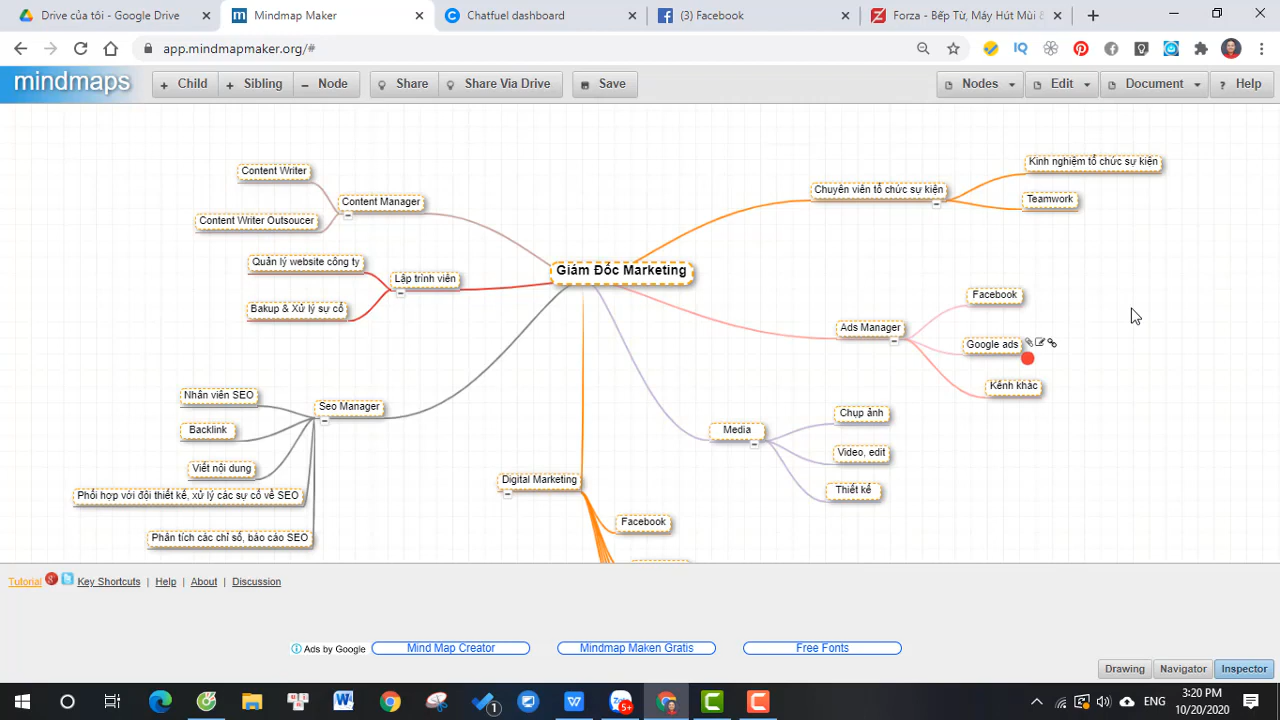 Drive của tôi - Google Drive
Mindmap Maker
Chatfuel dashboard
(3) Facebook
Forza - Bếp Từ, Máy Hút Mùi
app.mindmapmaker.org/#
mindmaps
+ Child
+ Sibling
− Node
Share
Share Via Drive
Save
Nodes
Edit
Document
? Help
Content Writer
Content Manager
Content Writer Outsoucer
Quản lý website công ty
Lập trình viên
Bakup & Xử lý sự cố
Giám Đốc Marketing
Chuyên viên tổ chức sự kiện
Kinh nghiệm tổ chức sự kiện
Teamwork
Facebook
Ads Manager
Google ads
Kênh khác
Nhân viên SEO
Seo Manager
Backlink
Viết nội dung
Phối hợp với đội thiết kế, xử lý các sự cố về SEO
Phân tích các chỉ số, báo cáo SEO
Media
Chụp ảnh
Video, edit
Thiết kế
Digital Marketing
Facebook
Tutorial
Key Shortcuts | Help | About | Discussion
Ads by Google
Mind Map Creator
Mindmap Maken Gratis
Free Fonts
Drawing
Navigator
Inspector
ENG
3:20 PM
10/20/2020